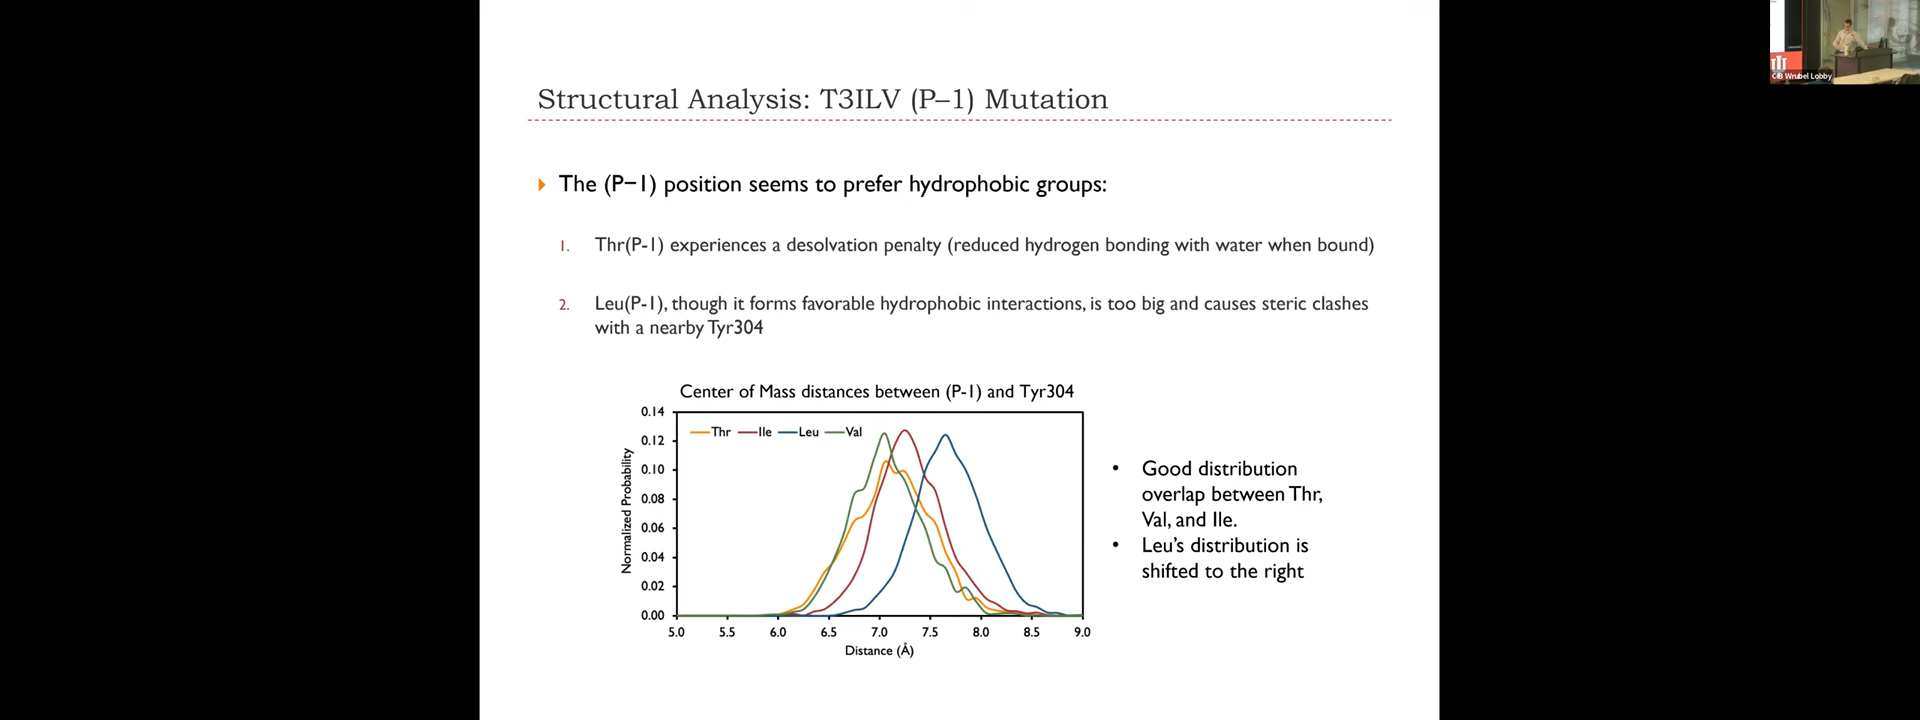 Structural Analysis: T3ILV (P–1) Mutation
The (P−1) position seems to prefer hydrophobic groups:
1. Thr(P-1) experiences a desolvation penalty (reduced hydrogen bonding with water when bound)
2. Leu(P-1), though it forms favorable hydrophobic interactions, is too big and causes steric clashes
with a nearby Tyr304
Center of Mass distances between (P-1) and Tyr304
Normalized Probability
0.14
0.12
0.10
0.08
0.06
0.04
0.02
0.00
Thr Ile Leu Val
5.0 5.5 6.0 6.5 7.0 7.5 8.0 8.5 9.0
Distance (Å)
• Good distribution
overlap between Thr,
Val, and Ile.
• Leu's distribution is
shifted to the right
CIB Wrubel Lobby